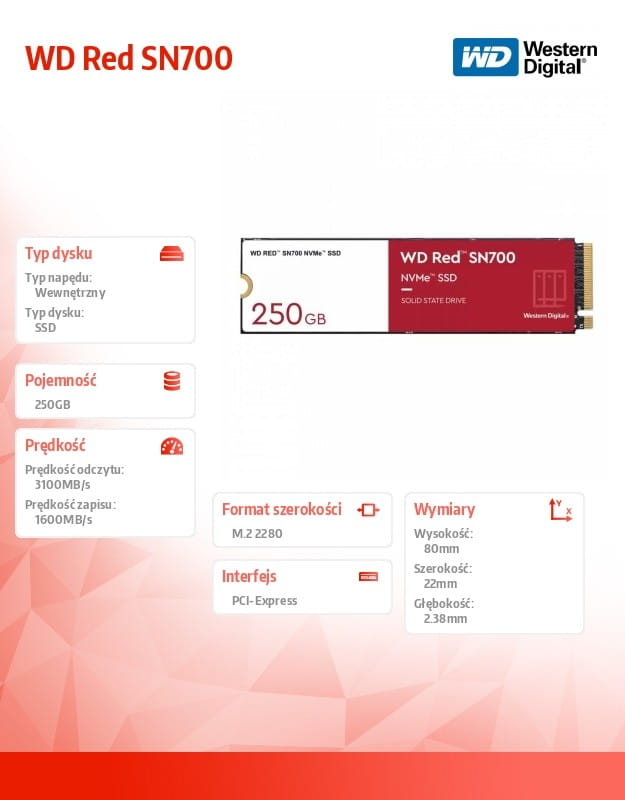 WD Red SN700
WD Western
Digital®
WD RED™ SN700 NVMe™ SSD
250GB
WD Red™ SN700
NVMe™ SSD
SOLID STATE DRIVE
Western Digital®
Typ dysku
Typ napędu:
Wewnętrzny
Typ dysku:
SSD
Pojemność
250GB
Prędkość
Prędkość odczytu:
3100MB/s
Prędkość zapisu:
1600MB/s
Format szerokości
M.2 2280
Interfejs
PCI-Express
Wymiary
Y
X
Wysokość:
80mm
Szerokość:
22mm
Głębokość:
2.38mm